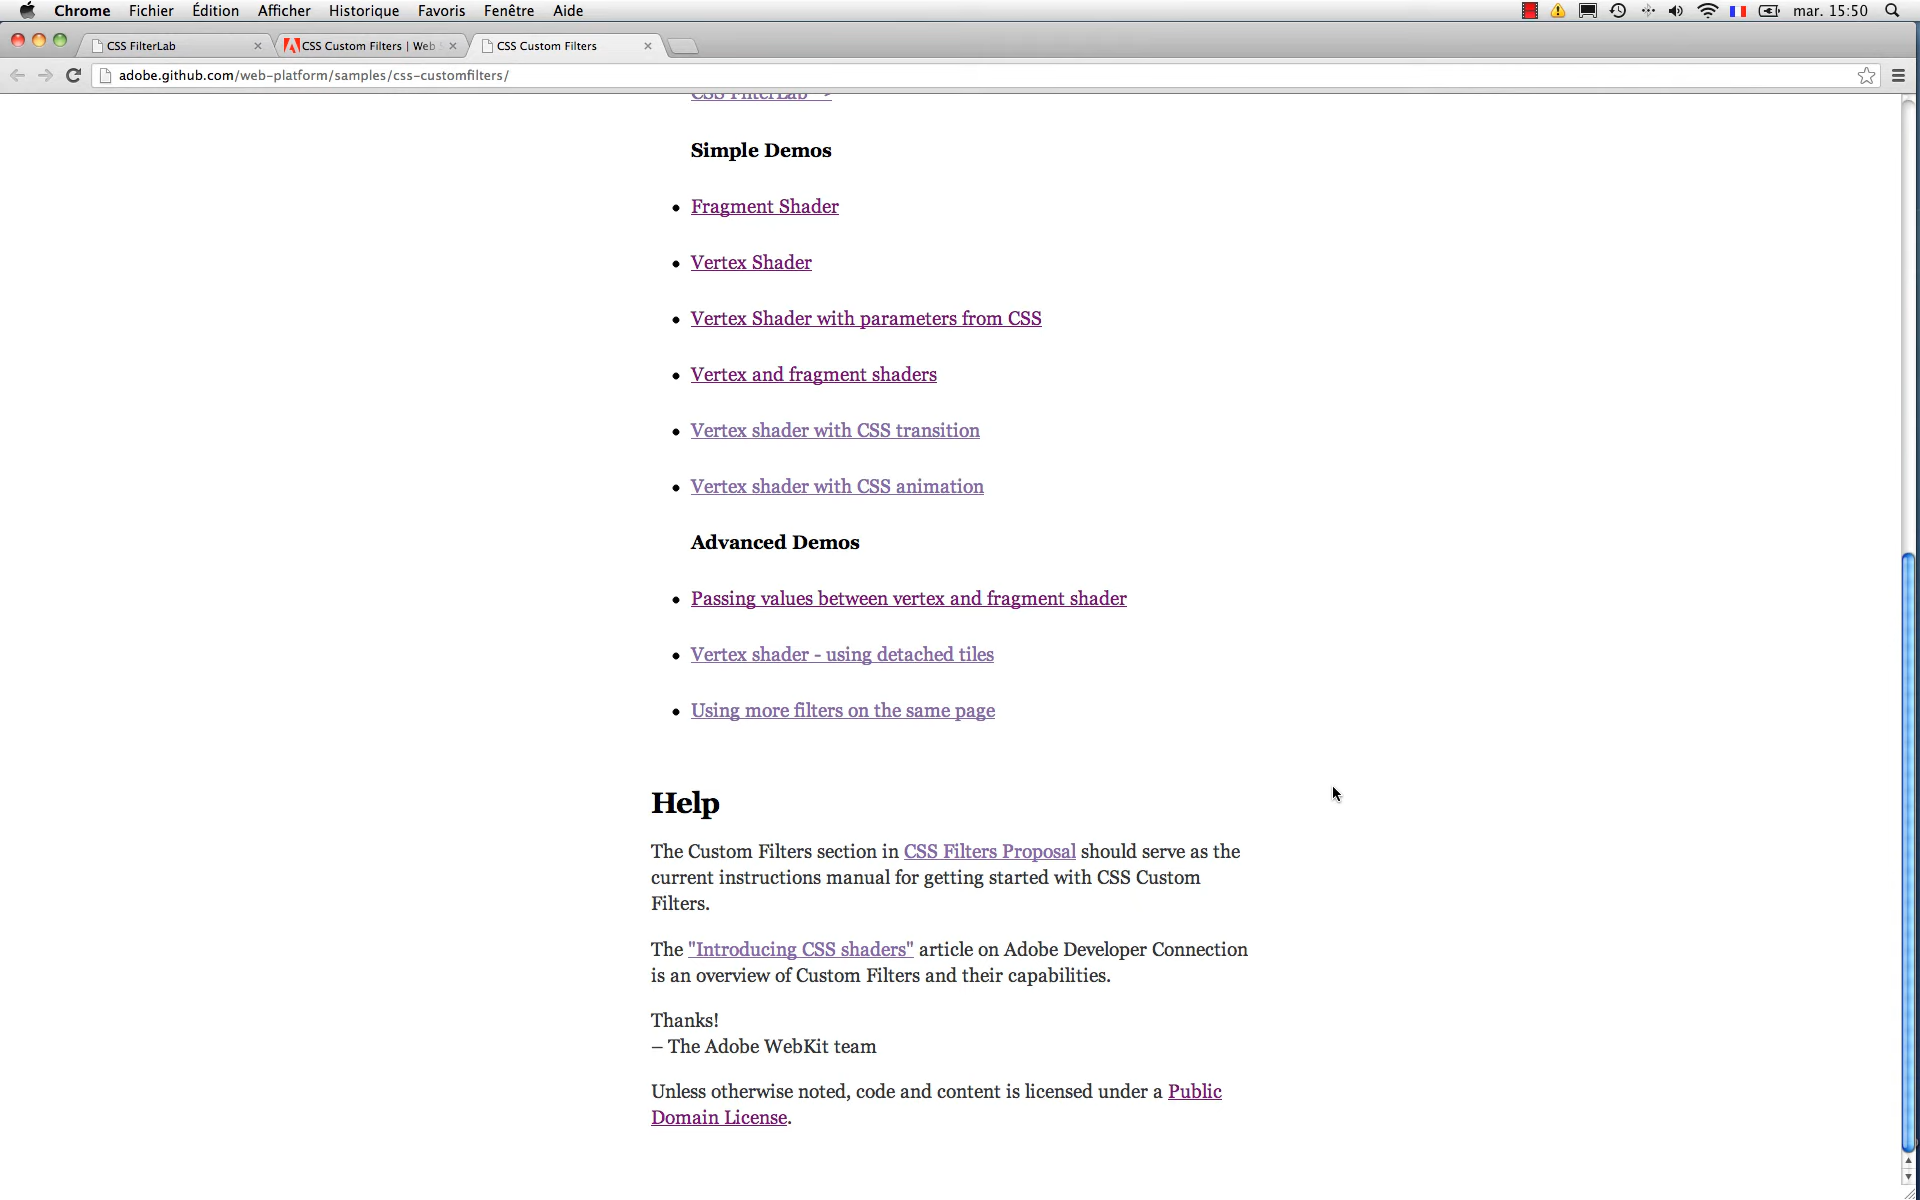 Chrome Fichier Édition Afficher Historique Favoris Fenêtre Aide mar. 15:50
CSS FilterLab CSS Custom Filters | Web CSS Custom Filters
adobe.github.com/web-platform/samples/css-customfilters/
CSS FilterLab ->
Simple Demos
Fragment Shader
Vertex Shader
Vertex Shader with parameters from CSS
Vertex and fragment shaders
Vertex shader with CSS transition
Vertex shader with CSS animation
Advanced Demos
Passing values between vertex and fragment shader
Vertex shader - using detached tiles
Using more filters on the same page
Help
The Custom Filters section in CSS Filters Proposal should serve as the
current instructions manual for getting started with CSS Custom
Filters.
The "Introducing CSS shaders" article on Adobe Developer Connection
is an overview of Custom Filters and their capabilities.
Thanks!
– The Adobe WebKit team
Unless otherwise noted, code and content is licensed under a Public
Domain License.